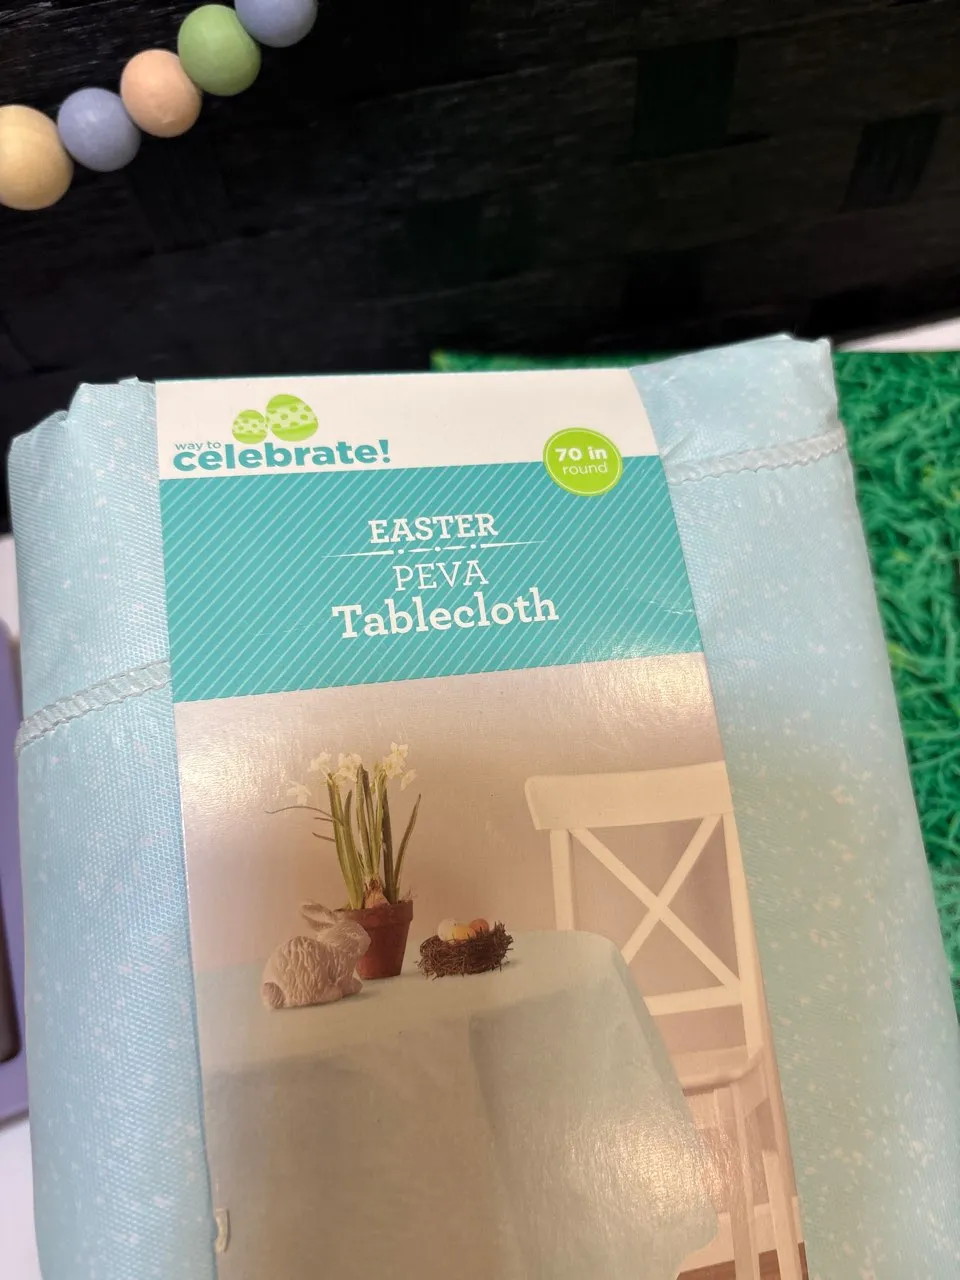 way to
celebrate!
70 in
round
EASTER
PEVA
Tablecloth